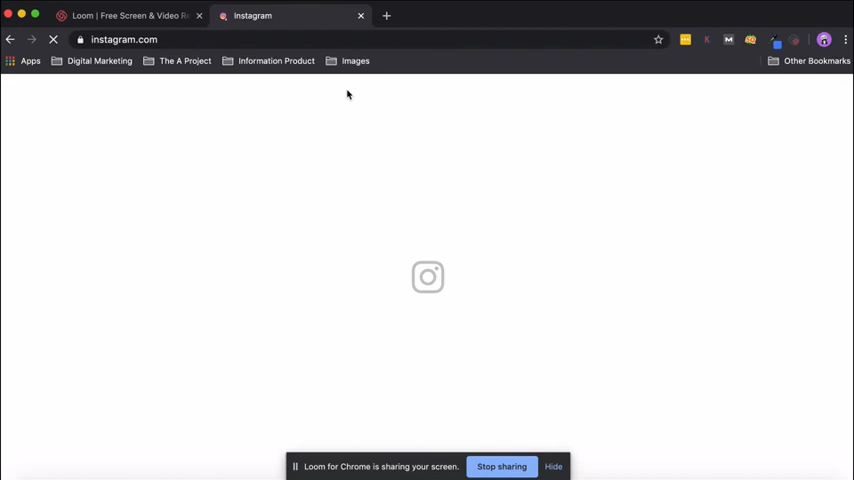 Loom | Free Screen & Video Re
Instagram
instagram.com
Apps
Digital Marketing
The A Project
Information Product
Images
Other Bookmarks
Loom for Chrome is sharing your screen.
Stop sharing
Hide